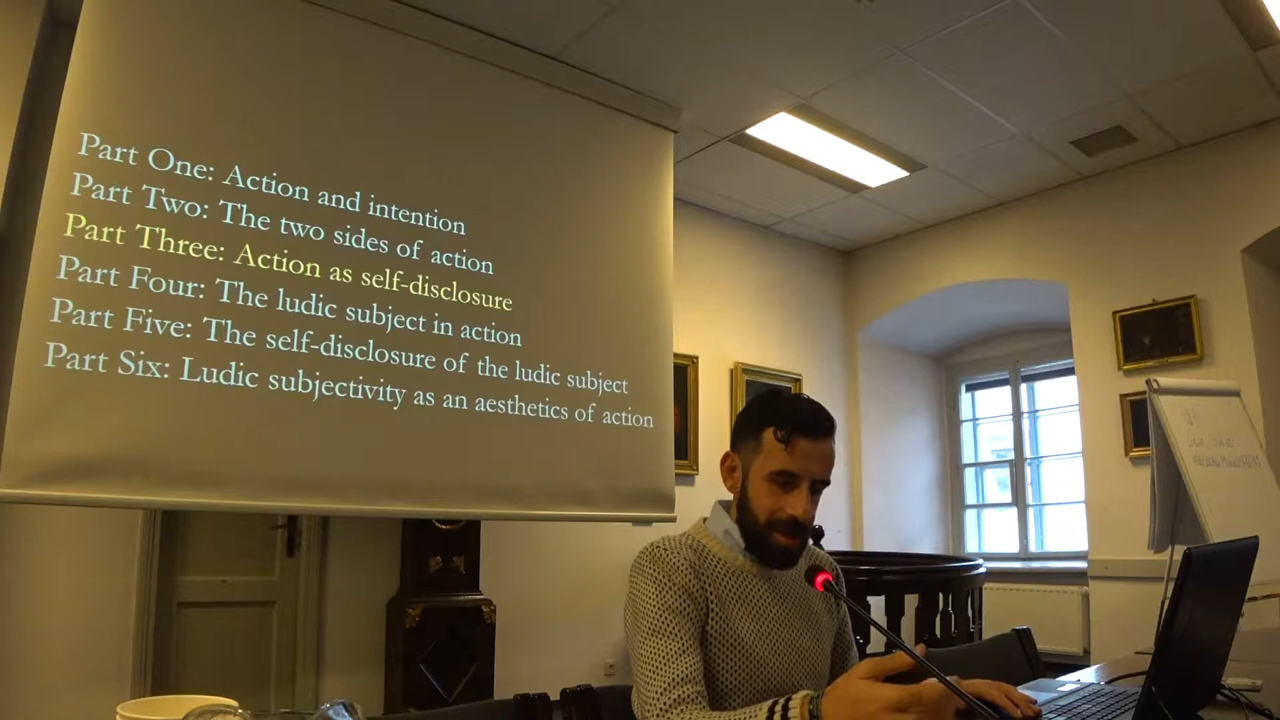 Part One: Action and intention
Part Two: The two sides of action
Part Three: Action as self-disclosure
Part Four: The ludic subject in action
Part Five: The self-disclosure of the ludic subject
Part Six: Ludic subjectivity as an aesthetics of action